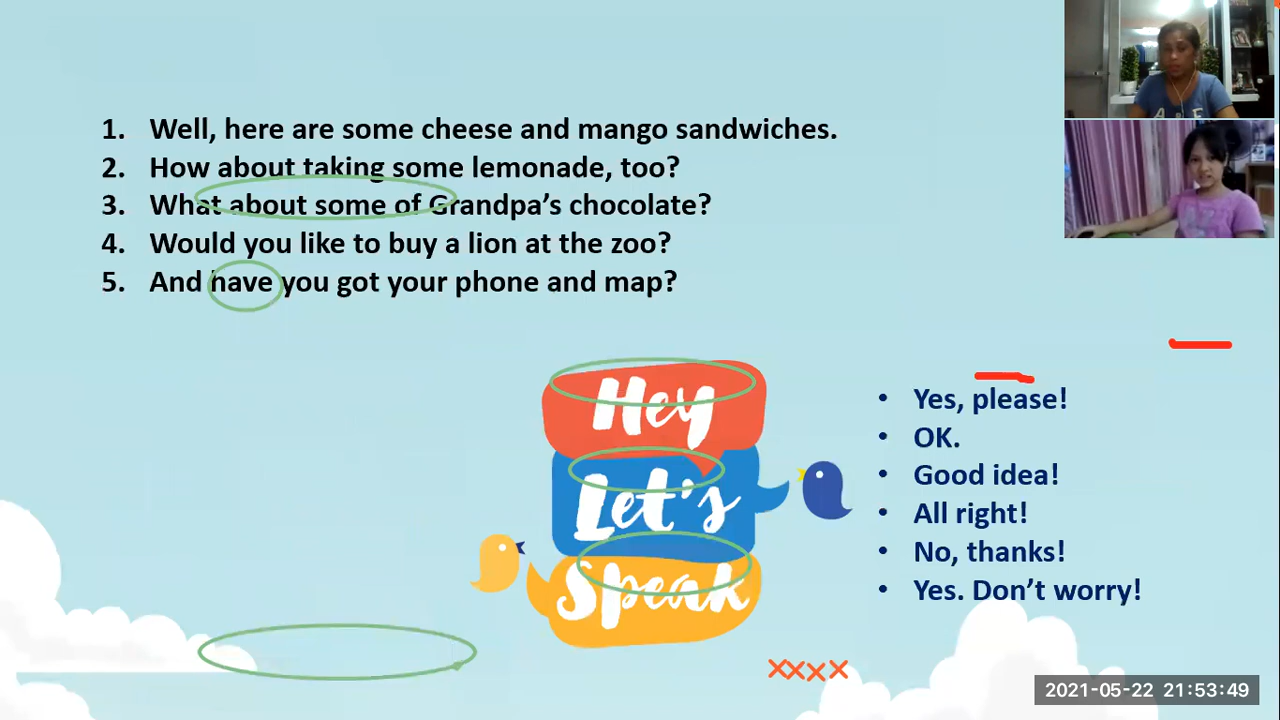 1. Well, here are some cheese and mango sandwiches.
2. How about taking some lemonade, too?
3. What about some of Grandpa's chocolate?
4. Would you like to buy a lion at the zoo?
5. And have you got your phone and map?
Hey
Let's
Speak
• Yes, please!
• OK.
• Good idea!
• All right!
• No, thanks!
• Yes. Don't worry!
2021-05-22 21:53:49